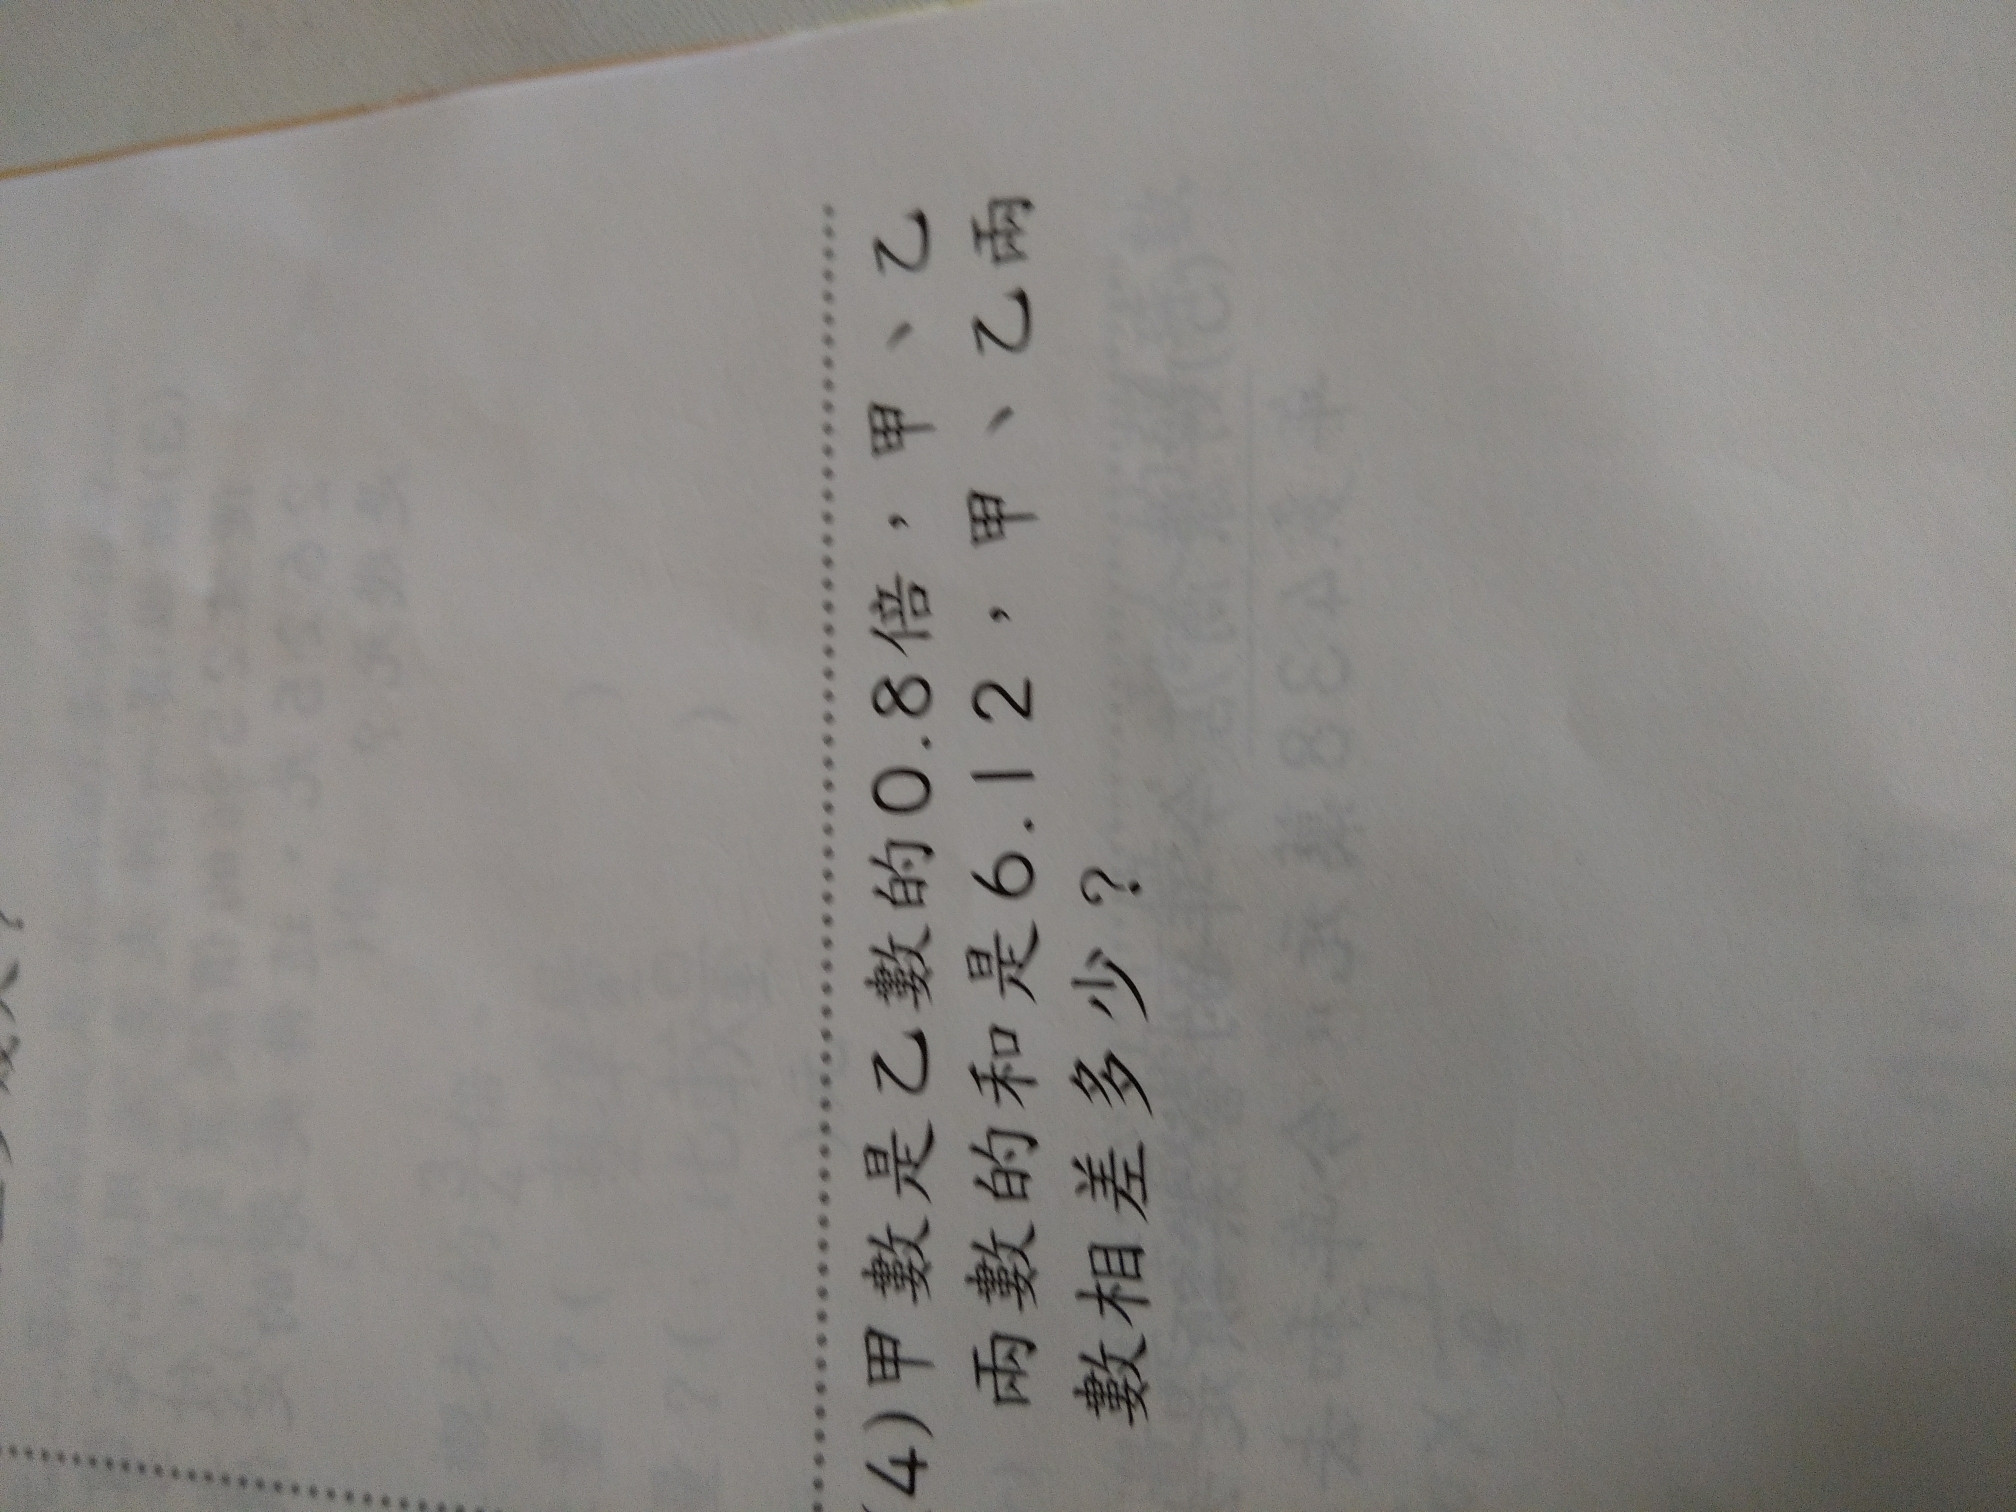 (4)甲數是乙數的0.8倍，甲、乙
兩數的和是6.12，甲、乙兩
數相差多少？